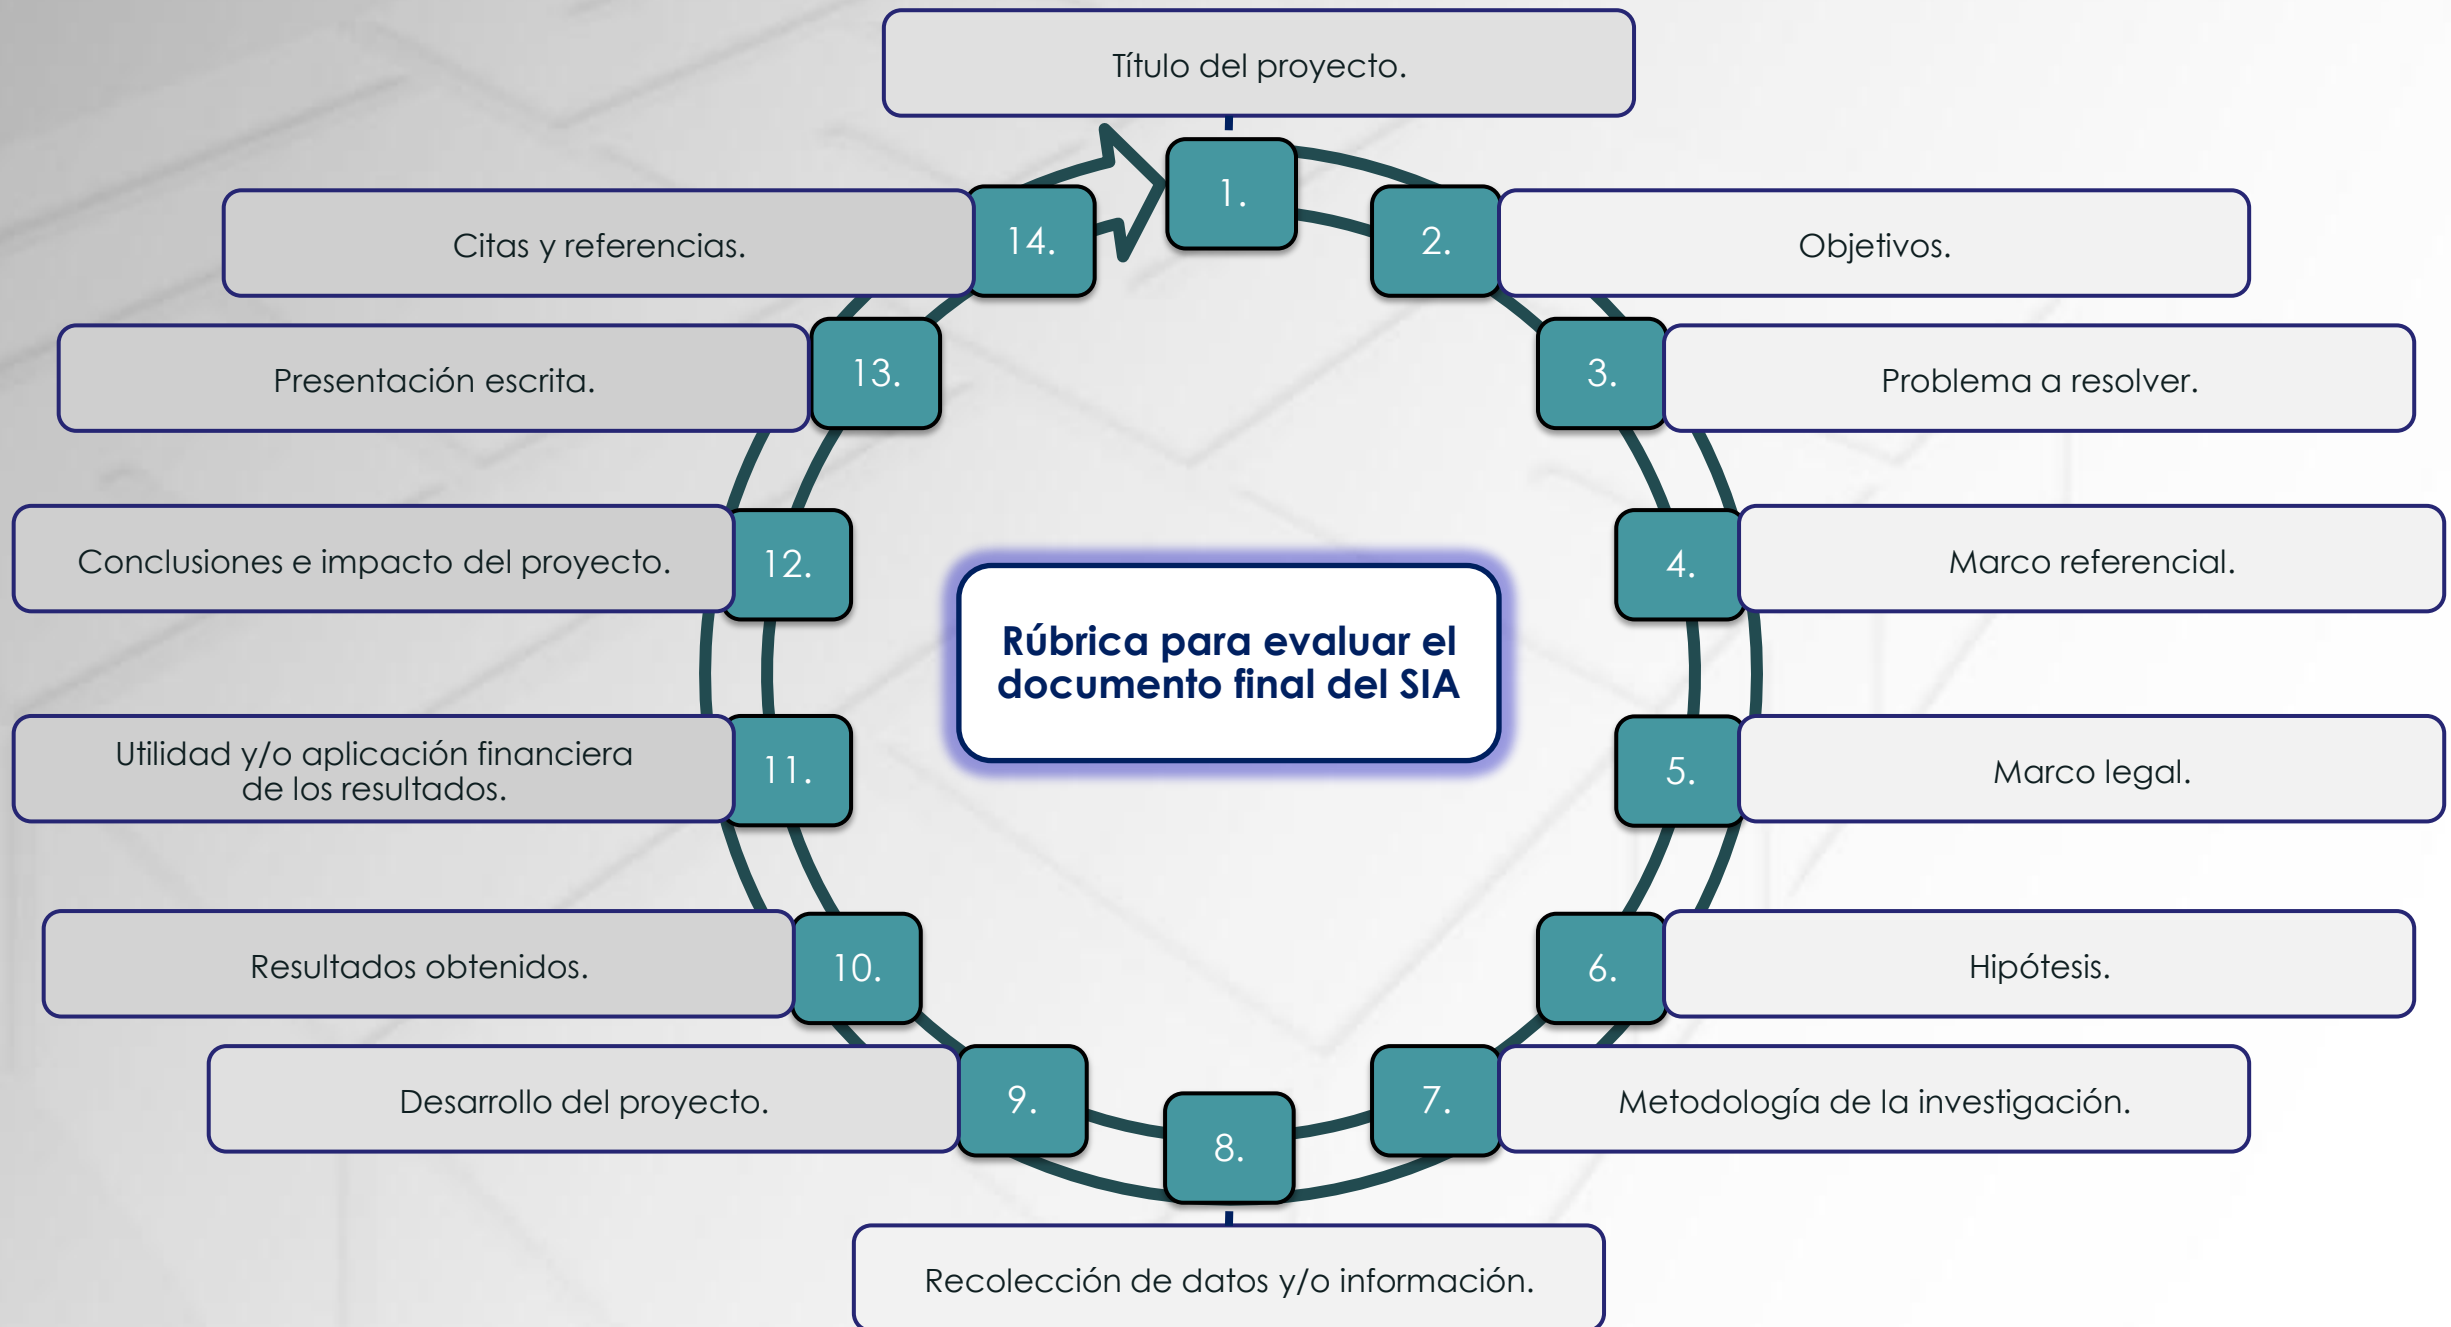 Título del proyecto.
1.
2.
Objetivos.
3.
Problema a resolver.
4.
Marco referencial.
5.
Marco legal.
6.
Hipótesis.
7.
Metodología de la investigación.
8.
Recolección de datos y/o información.
9.
Desarrollo del proyecto.
10.
Resultados obtenidos.
11.
Utilidad y/o aplicación financiera
de los resultados.
12.
Conclusiones e impacto del proyecto.
13.
Presentación escrita.
14.
Citas y referencias.
Rúbrica para evaluar el
documento final del SIA